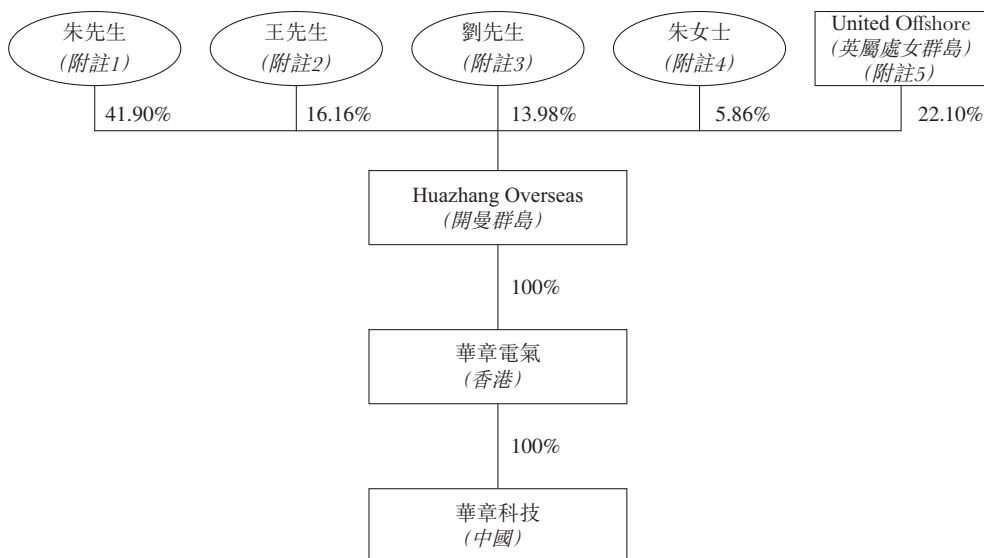 朱先生
(附註1)
王先生
(附註2)
劉先生
(附註3)
朱女士
(附註4)
United Offshore
(英屬處女群島)
(附註5)
41.90%
16.16%
13.98%
5.86%
22.10%
Huazhang Overseas
(開曼群島)
100%
華章電氣
(香港)
100%
華章科技
(中國)